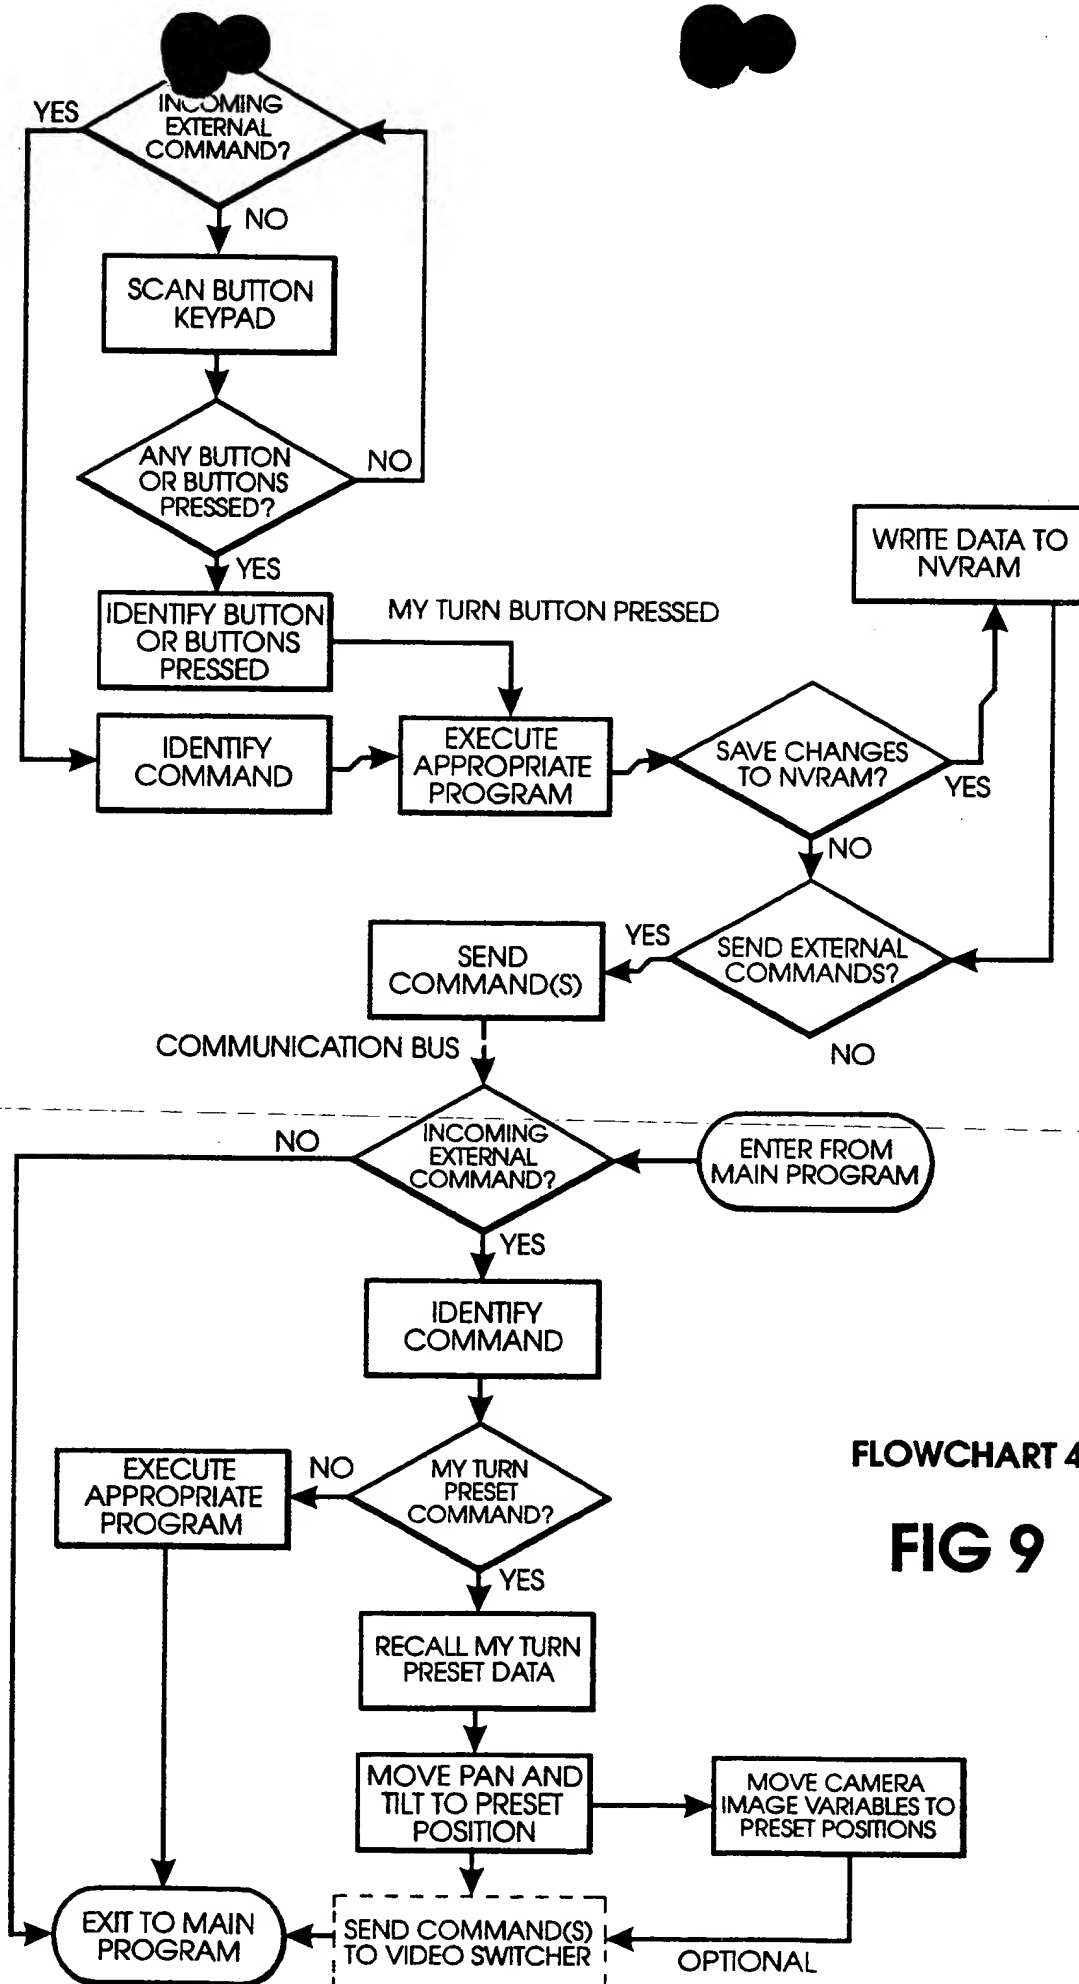 YES
INCOMING
EXTERNAL
COMMAND?
NO
SCAN BUTTON
KEYPAD
ANY BUTTON
OR BUTTONS
PRESSED?
NO
YES
IDENTIFY BUTTON
OR BUTTONS
PRESSED
MY TURN BUTTON PRESSED
WRITE DATA TO
NVRAM
IDENTIFY
COMMAND
EXECUTE
APPROPRIATE
PROGRAM
SAVE CHANGES
TO NVRAM?
YES
NO
SEND EXTERNAL
COMMANDS?
YES
NO
SEND
COMMAND(S)
COMMUNICATION BUS
INCOMING
EXTERNAL
COMMAND?
NO
ENTER FROM
MAIN PROGRAM
YES
IDENTIFY
COMMAND
MY TURN
PRESET
COMMAND?
NO
EXECUTE
APPROPRIATE
PROGRAM
FLOWCHART 4
FIG 9
YES
RECALL MY TURN
PRESET DATA
MOVE PAN AND
TILT TO PRESET
POSITION
MOVE CAMERA
IMAGE VARIABLES TO
PRESET POSITIONS
EXIT TO MAIN
PROGRAM
SEND COMMAND(S)
TO VIDEO SWITCHER
OPTIONAL